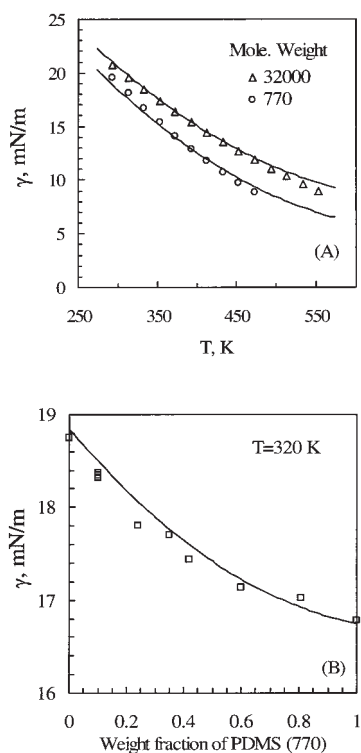 Mole. Weight
32000
770
25
20
15
10
5
0
γ, mN/m
(A)
250
350
450
550
T, K
19
18
17
16
γ, mN/m
T=320 K
(B)
0
0.2
0.4
0.6
0.8
1
Weight fraction of PDMS (770)